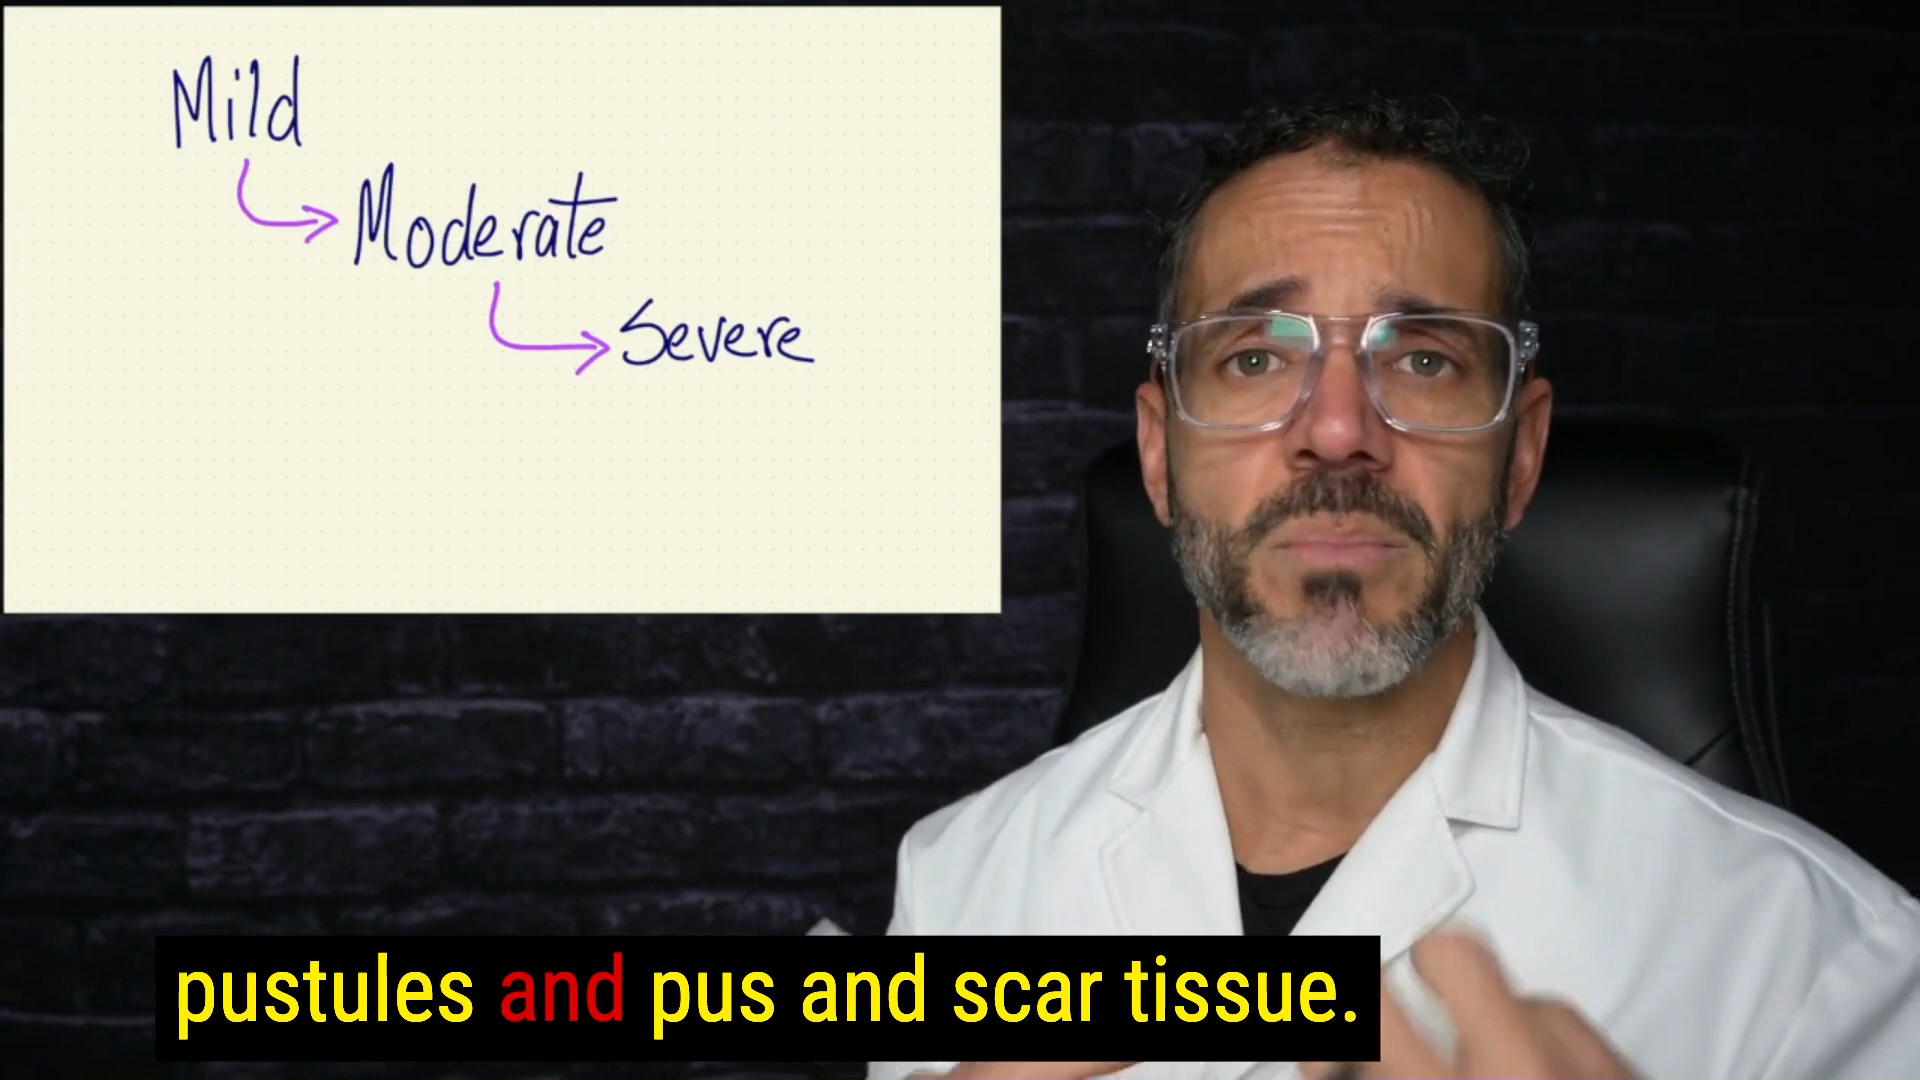 Mild
Moderate
Severe
pustules and pus and scar tissue.